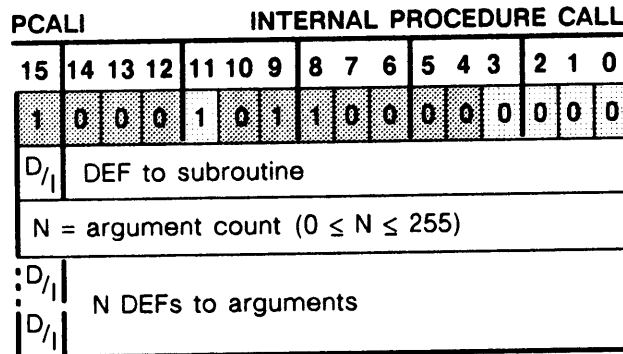 PCALI INTERNAL PROCEDURE CALL
15 14 13 12 11 10 9 8 7 6 5 4 3 2 1 0
1 0 0 0 1 0 1 1 0 0 0 0 0 0 0 0
D/I DEF to subroutine
N = argument count (0 ≤ N ≤ 255)
D/I
N DEFs to arguments
D/I